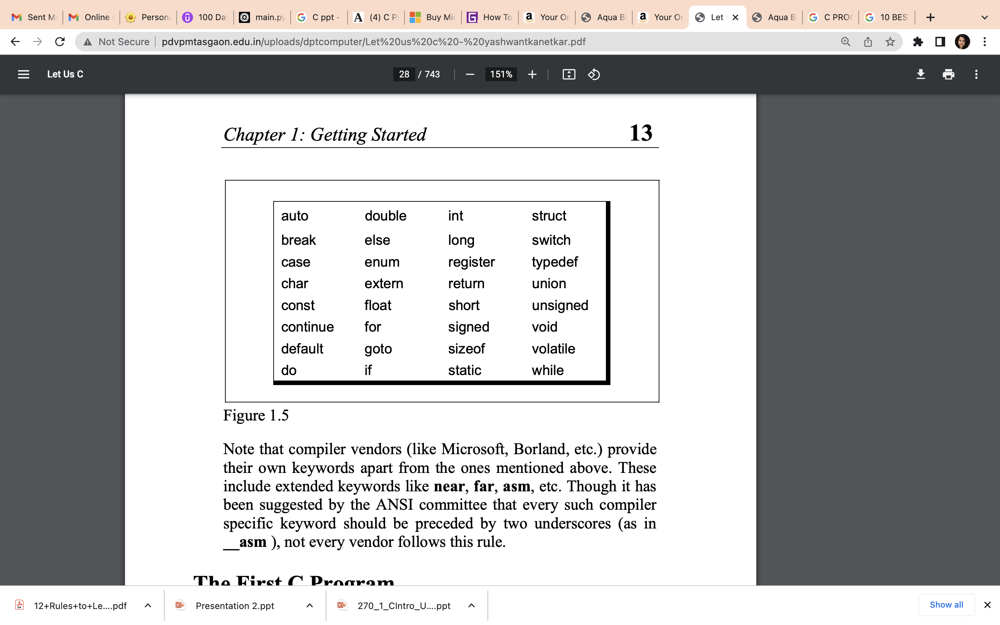 Sent Online Persona 100 Da main.py C ppt - (4) C P Buy Mic How To Your Or Aqua Bl Your Or Let Aqua B C PROC 10 BES
Not Secure pdvpmtasgaon.edu.in/uploads/dptcomputer/Let%20us%20c%20-%20yashwantkanetkar.pdf
Let Us C 28 / 743 151%
Chapter 1: Getting Started 13
auto double int struct
break else long switch
case enum register typedef
char extern return union
const float short unsigned
continue for signed void
default goto sizeof volatile
do if static while
Figure 1.5
Note that compiler vendors (like Microsoft, Borland, etc.) provide
their own keywords apart from the ones mentioned above. These
include extended keywords like near, far, asm, etc. Though it has
been suggested by the ANSI committee that every such compiler
specific keyword should be preceded by two underscores (as in
__asm ), not every vendor follows this rule.
The First C Program
12+Rules+to+Le....pdf Presentation 2.ppt 270_1_CIntro_U....ppt Show all